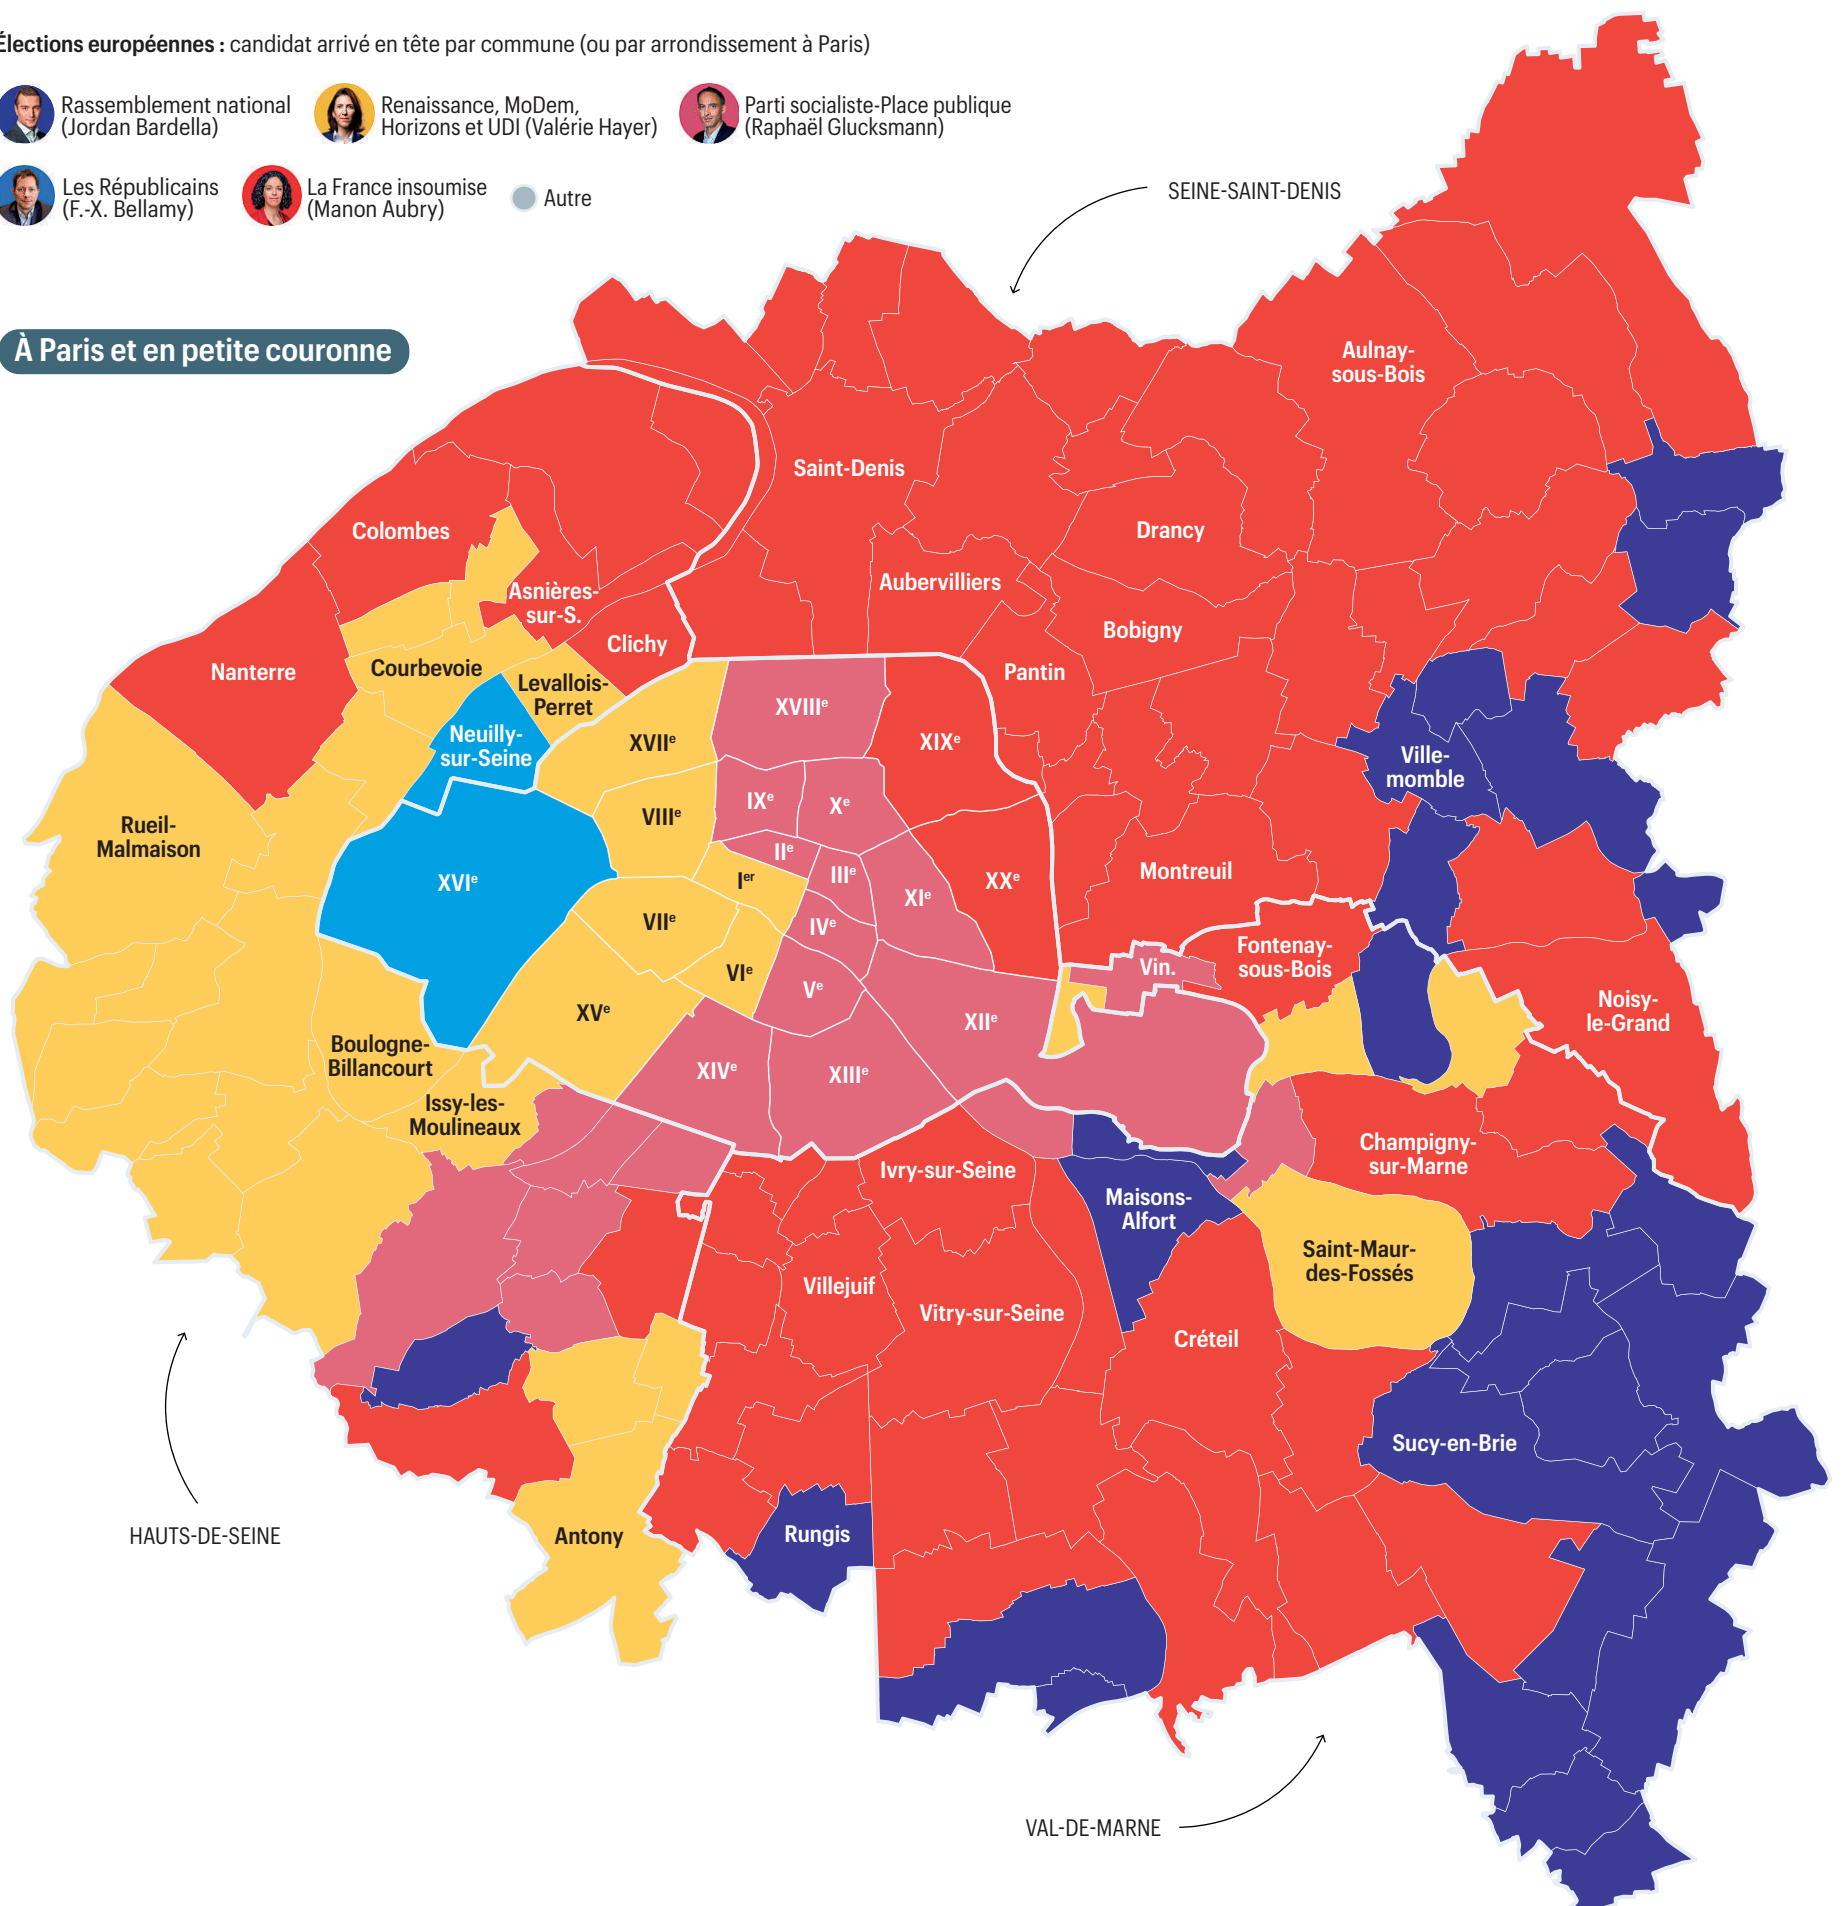 Élections européennes : candidat arrivé en tête par commune (ou par arrondissement à Paris)
Rassemblement national
(Jordan Bardella)
Renaissance, MoDem,
Horizons et UDI (Valérie Hayer)
Parti socialiste-Place publique
(Raphaël Glucksmann)
Les Républicains
(F.-X. Bellamy)
La France insoumise
(Manon Aubry)
Autre
SEINE-SAINT-DENIS
À Paris et en petite couronne
Aulnay-
sous-Bois
Saint-Denis
Colombes
Drancy
Aubervilliers
Asnières-
sur-S.
Clichy
Bobigny
Nanterre
Courbevoie
Pantin
Levallois-
Perret
XVIIIe
Neuilly-
sur-Seine
XVIIe
XIXe
Ville-
momble
IXe
Xe
VIIIe
Rueil-
Malmaison
IIe
Montreuil
XVIe
Ier
IIIe
XXe
XIe
VIIe
IVe
Fontenay-
sous-Bois
VIe
Vin.
Ve
XVe
XIIe
Noisy-
le-Grand
Boulogne-
Billancourt
XIVe
XIIIe
Issy-les-
Moulineaux
Champigny-
sur-Marne
Ivry-sur-Seine
Maisons-
Alfort
Saint-Maur-
des-Fossés
Villejuif
Vitry-sur-Seine
Créteil
Sucy-en-Brie
HAUTS-DE-SEINE
Antony
Rungis
VAL-DE-MARNE